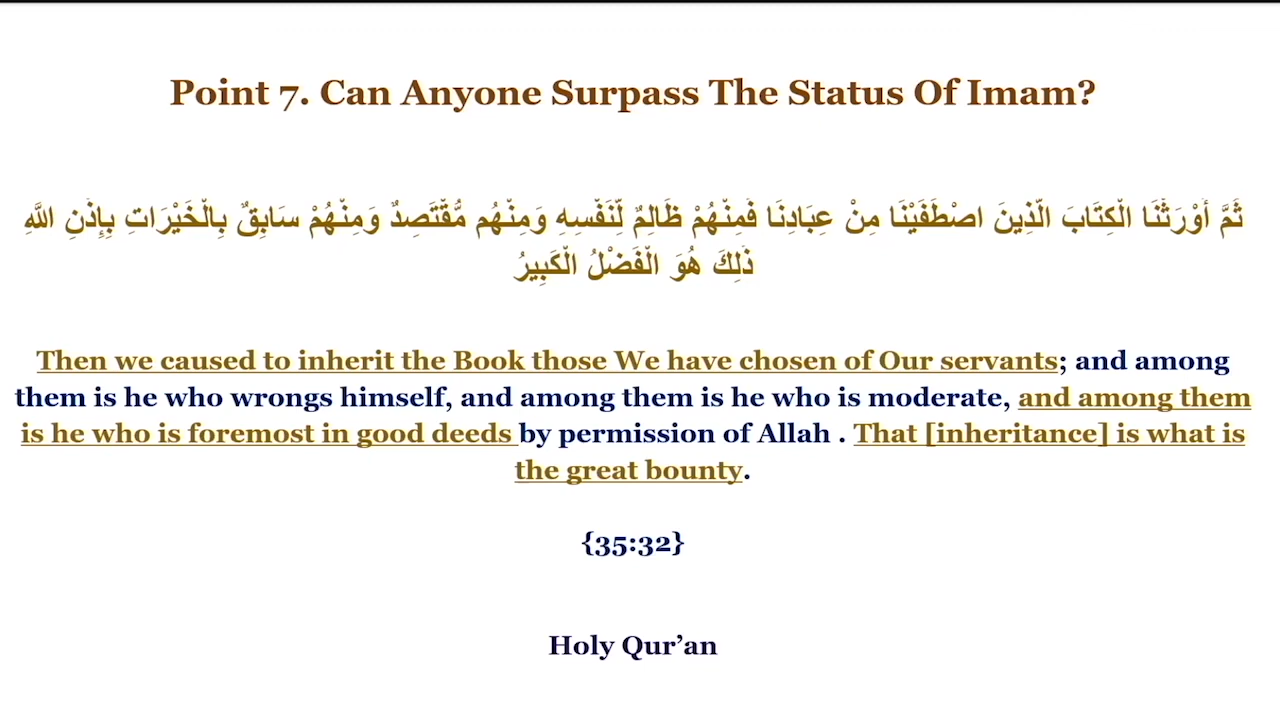 Point 7. Can Anyone Surpass The Status Of Imam?
ثُمَّ أَوْرَثْنَا الْكِتَابَ الَّذِينَ اصْطَفَيْنَا مِنْ عِبَادِنَا فَمِنْهُمْ ظَالِمٌ لِّنَفْسِهِ وَمِنْهُم مُّقْتَصِدٌ وَمِنْهُمْ سَابِقٌ بِالْخَيْرَاتِ بِإِذْنِ اللَّهِ
ذَٰلِكَ هُوَ الْفَضْلُ الْكَبِيرُ
Then we caused to inherit the Book those We have chosen of Our servants; and among
them is he who wrongs himself, and among them is he who is moderate, and among them
is he who is foremost in good deeds by permission of Allah . That [inheritance] is what is
the great bounty.
{35:32}
Holy Qur’an